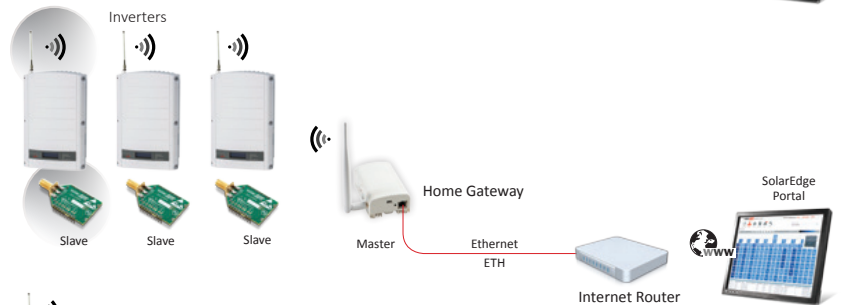 Inverters
Slave
Slave
Slave
Home Gateway
Master
Ethernet
ETH
Internet Router
www
SolarEdge
Portal